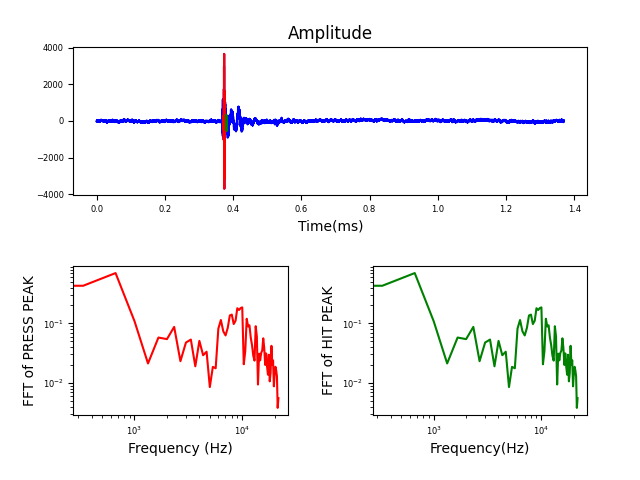 Amplitude
4000
2000
0
−2000
−4000
0.0 0.2 0.4 0.6 0.8 1.0 1.2 1.4
Time(ms)
FFT of PRESS PEAK
10⁻¹
10⁻²
10³ 10⁴
Frequency (Hz)
FFT of HIT PEAK
10⁻¹
10⁻²
10³ 10⁴
Frequency(Hz)